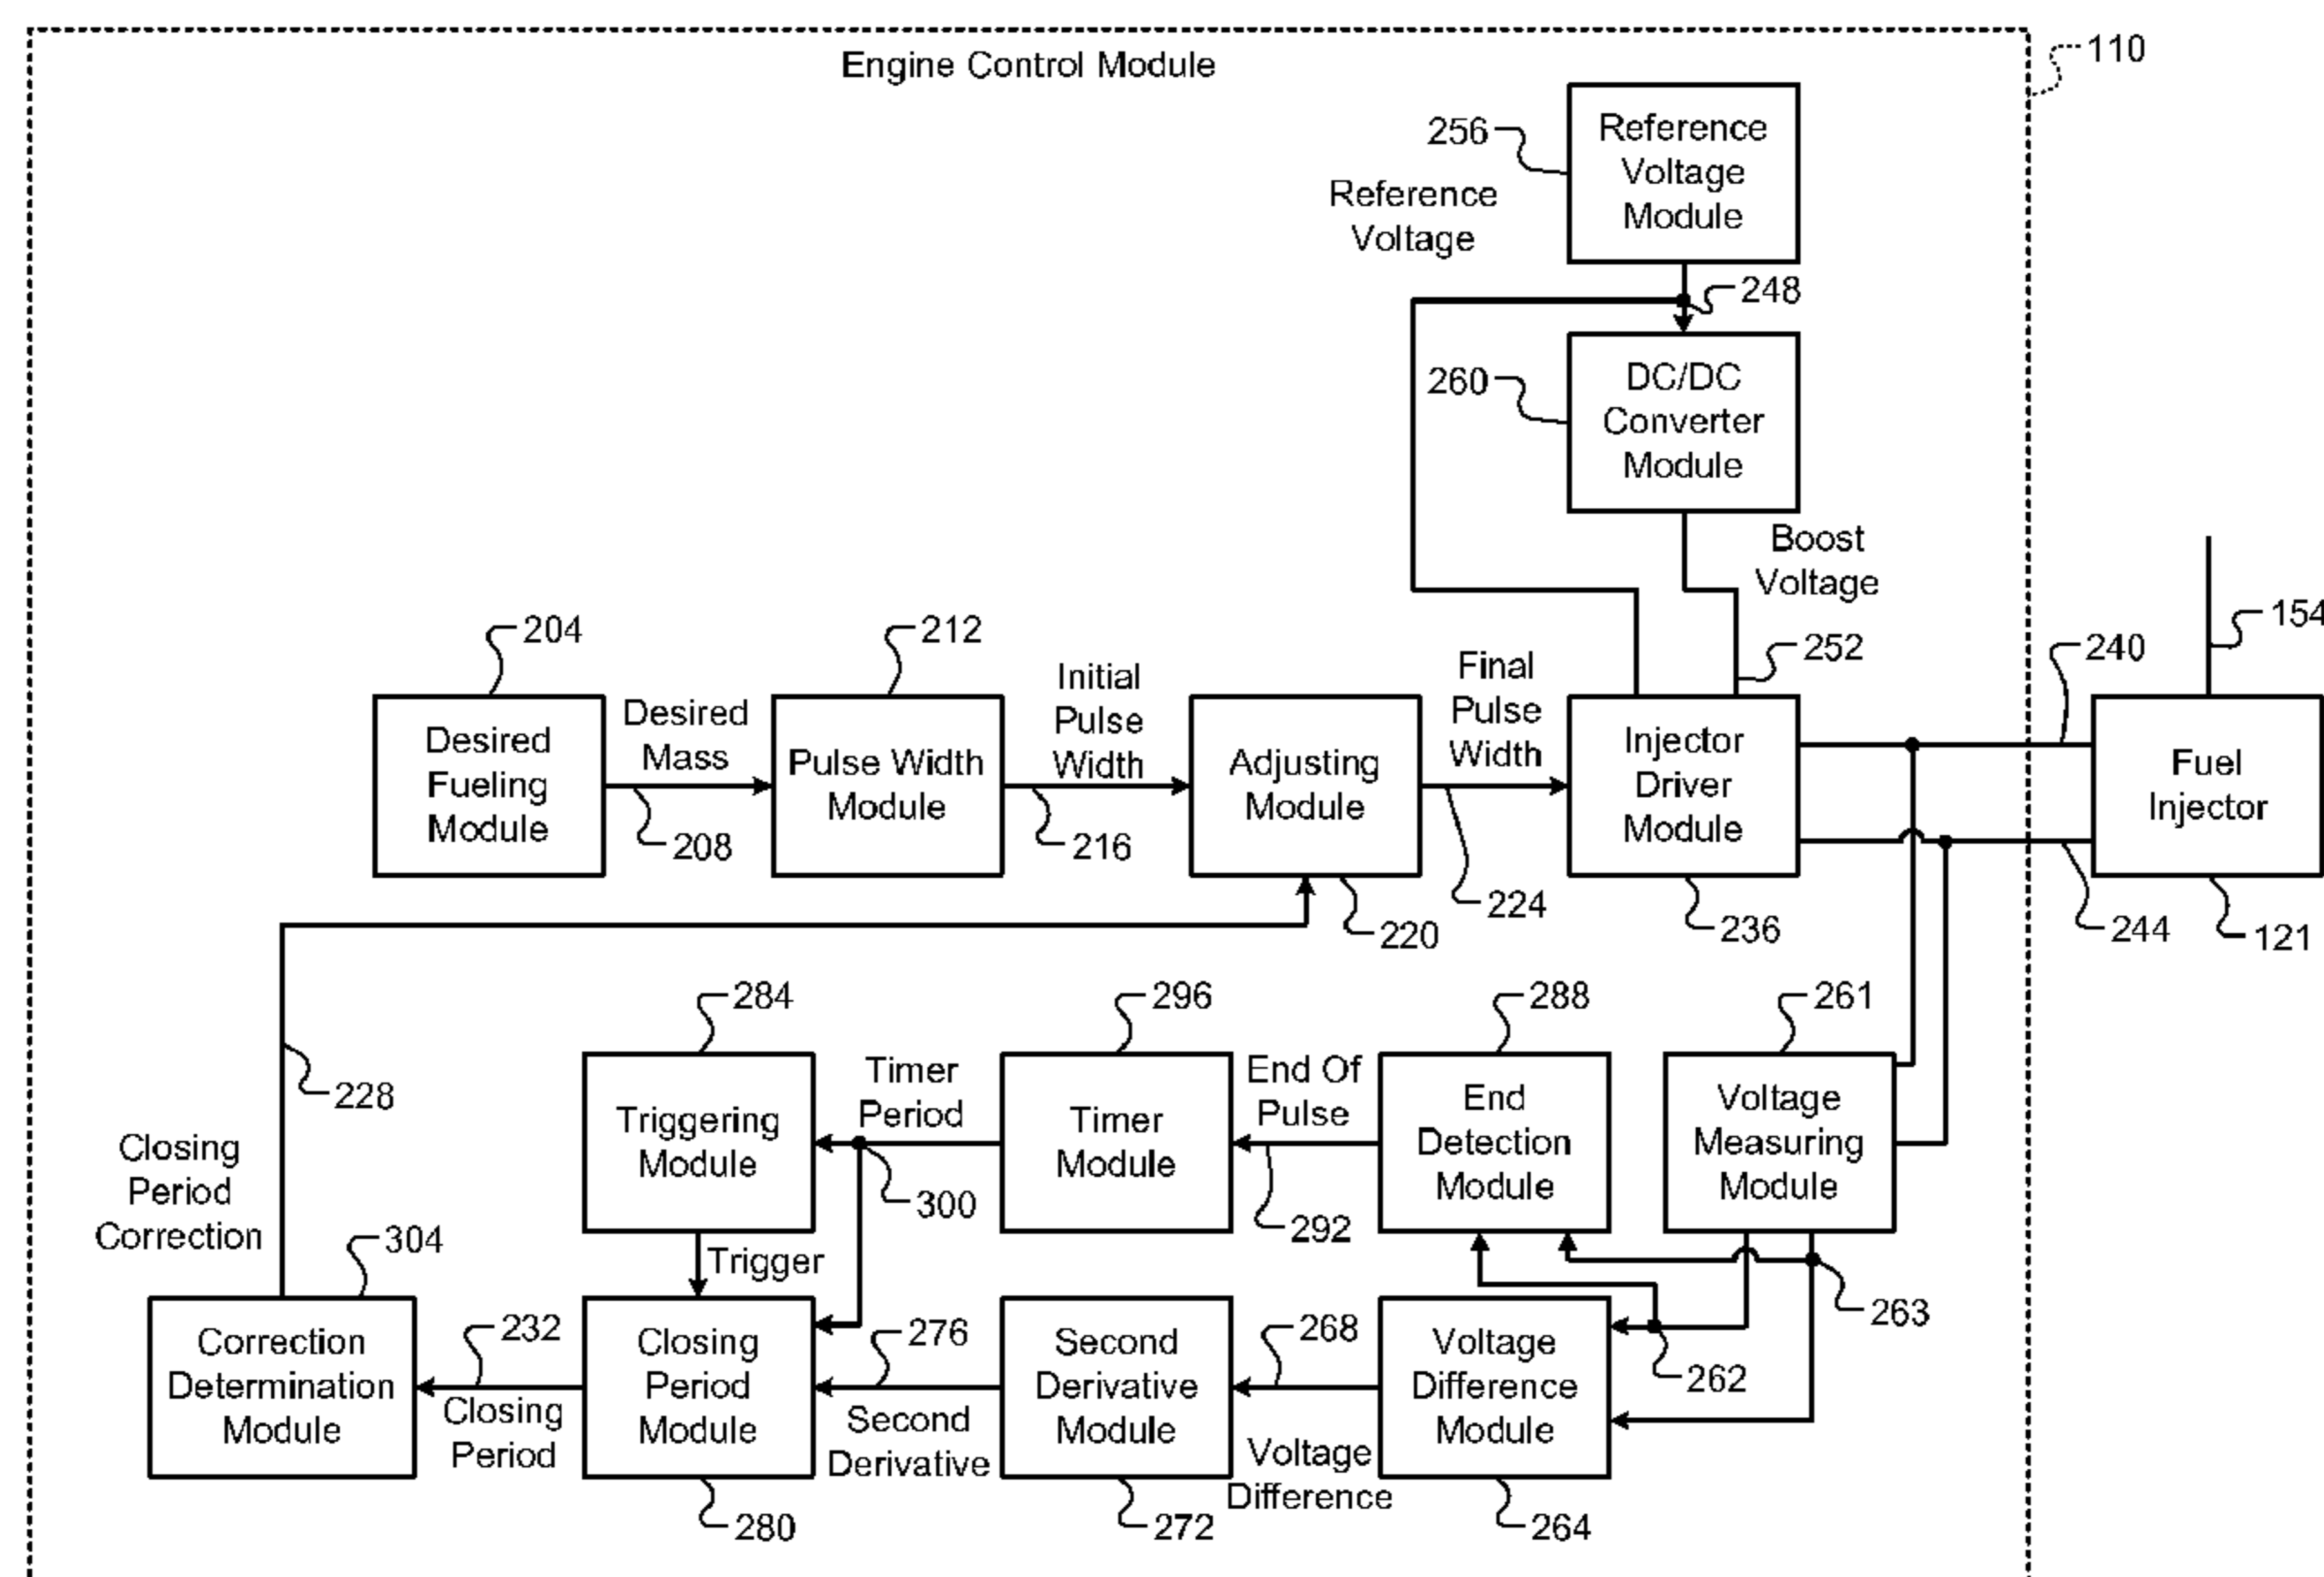 Engine Control Module
110
256
Reference
Voltage
Module
Reference
Voltage
248
260
DC/DC
Converter
Module
Boost
Voltage
252
154
204
Desired
Fueling
Module
Desired
Mass
208
212
Pulse Width
Module
Initial
Pulse
Width
216
Adjusting
Module
220
Final
Pulse
Width
224
Injector
Driver
Module
236
240
244
Fuel
Injector
121
228
Closing
Period
Correction
284
Triggering
Module
Timer
Period
300
296
Timer
Module
End Of
Pulse
292
288
End
Detection
Module
261
Voltage
Measuring
Module
263
262
Trigger
304
Correction
Determination
Module
232
Closing
Period
Closing
Period
Module
280
276
Second
Derivative
Second
Derivative
Module
272
268
Voltage
Difference
Voltage
Difference
Module
264